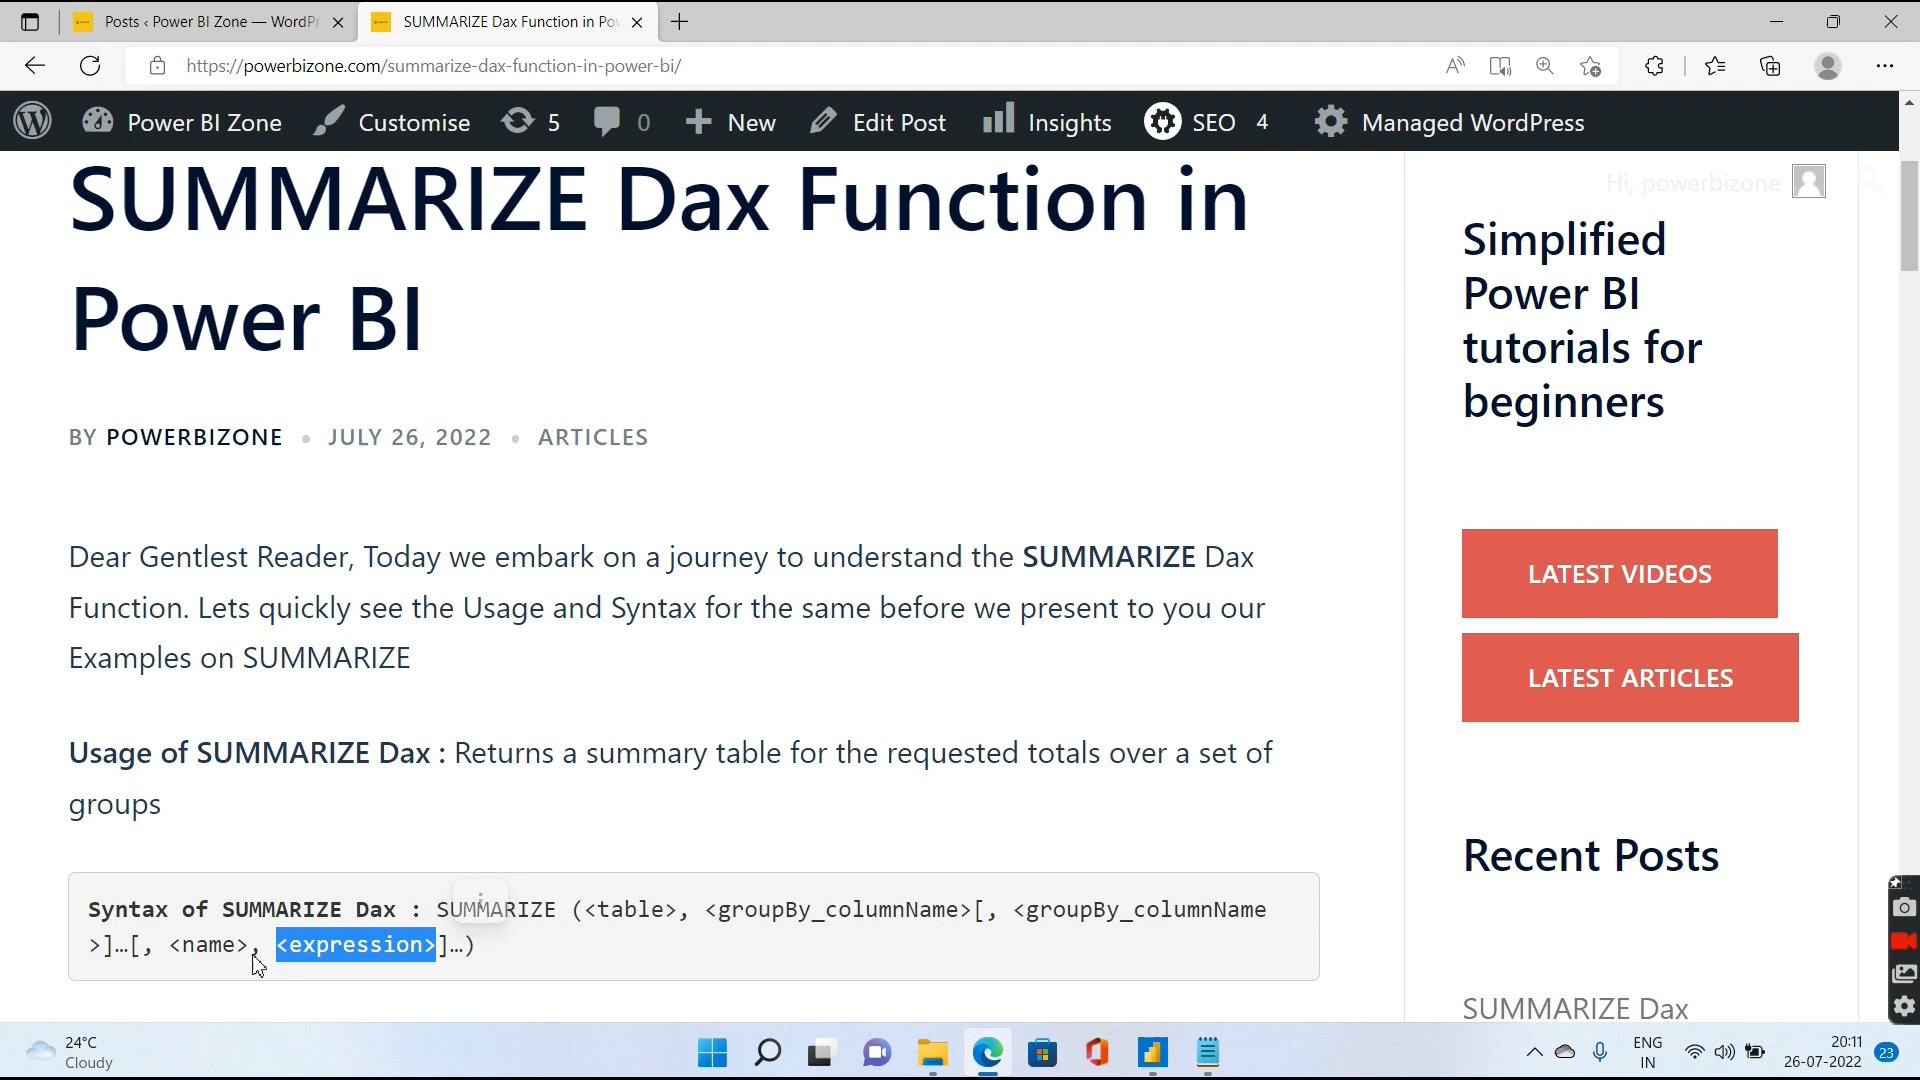 Posts ‹ Power BI Zone — WordPr
SUMMARIZE Dax Function in Po
https://powerbizone.com/summarize-dax-function-in-power-bi/
Power BI Zone
Customise
5
0
New
Edit Post
Insights
SEO 4
Managed WordPress
Hi, powerbizone
SUMMARIZE Dax Function in
Power BI
BY POWERBIZONE • JULY 26, 2022 • ARTICLES
Dear Gentlest Reader, Today we embark on a journey to understand the SUMMARIZE Dax
Function. Lets quickly see the Usage and Syntax for the same before we present to you our
Examples on SUMMARIZE
Usage of SUMMARIZE Dax : Returns a summary table for the requested totals over a set of
groups
Syntax of SUMMARIZE Dax : SUMMARIZE (<table>, <groupBy_columnName>[, <groupBy_columnName
>]…[, <name>, <expression>]…)
Simplified
Power BI
tutorials for
beginners
LATEST VIDEOS
LATEST ARTICLES
Recent Posts
SUMMARIZE Dax
24°C
Cloudy
ENG
IN
20:11
26-07-2022
23